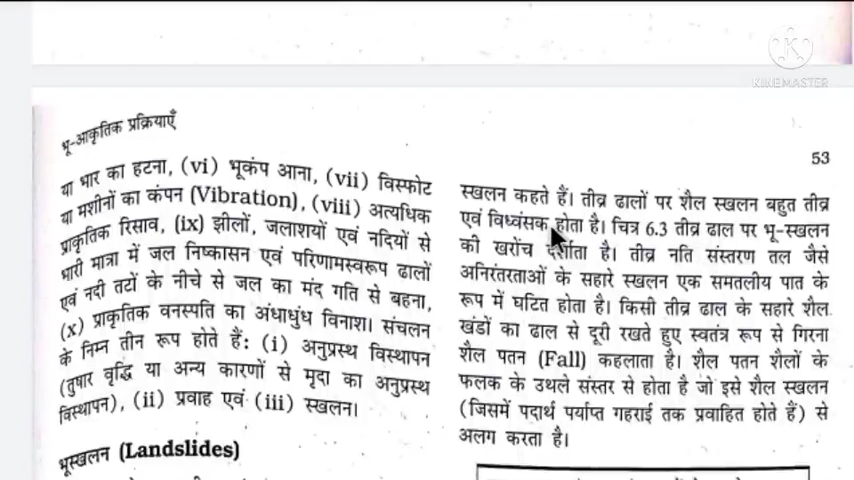 KINEMASTER
भू-आकृतिक प्रक्रियाएँ
53
या भार का हटना, (vi) भूकंप आना, (vii) विस्फोट
या मशीनों का कंपन (Vibration), (viii) अत्यधिक
प्राकृतिक रिसाव, (ix) झीलों, जलाशयों एवं नदियों से
भारी मात्रा में जल निष्कासन एवं परिणामस्वरूप ढालों
एवं नदी तटों के नीचे से जल का मंद गति से बहना,
(x) प्राकृतिक वनस्पति का अंधाधुंध विनाश। संचलन
के निम्न तीन रूप होते हैं: (i) अनुप्रस्थ विस्थापन
(तुषार वृद्धि या अन्य कारणों से मृदा का अनुप्रस्थ
विस्थापन), (ii) प्रवाह एवं (iii) स्खलन।
भूस्खलन (Landslides)
स्खलन कहते हैं। तीव्र ढालों पर शैल स्खलन बहुत तीव्र
एवं विध्वंसक होता है। चित्र 6.3 तीव्र ढाल पर भू-स्खलन
की खरोंच दर्शाता है। तीव्र नति संस्तरण तल जैसे
अनिरंतरताओं के सहारे स्खलन एक समतलीय पात के
रूप में घटित होता है। किसी तीव्र ढाल के सहारे शैल
खंडों का ढाल से दूरी रखते हुए स्वतंत्र रूप से गिरना
शैल पतन (Fall) कहलाता है। शैल पतन शैलों के
फलक के उथले संस्तर से होता है जो इसे शैल स्खलन
(जिसमें पदार्थ पर्याप्त गहराई तक प्रवाहित होते हैं) से
अलग करता है।